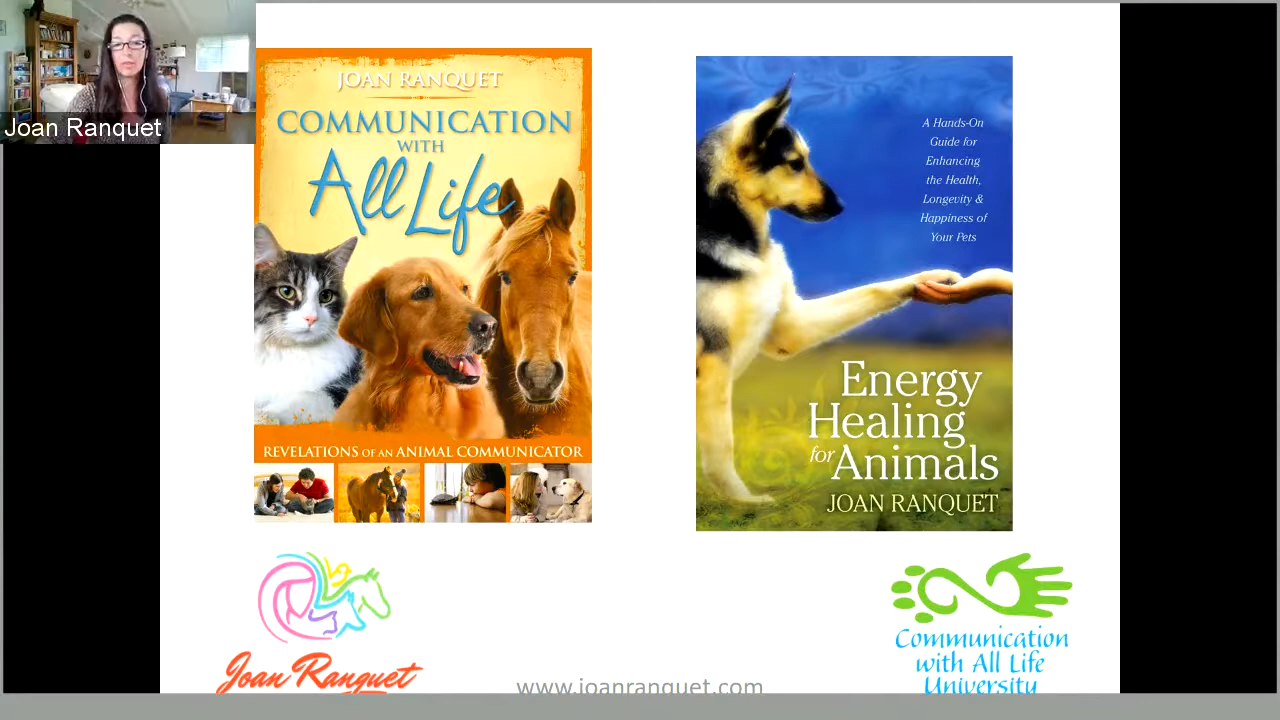 Joan Ranquet
JOAN RANQUET
COMMUNICATION
WITH
All Life
REVELATIONS OF AN ANIMAL COMMUNICATOR
A Hands-On
Guide for
Enhancing
the Health,
Longevity &
Happiness of
Your Pets
Energy
Healing
for Animals
JOAN RANQUET
Joan Ranquet
www.joanranquet.com
Communication
with All Life
University